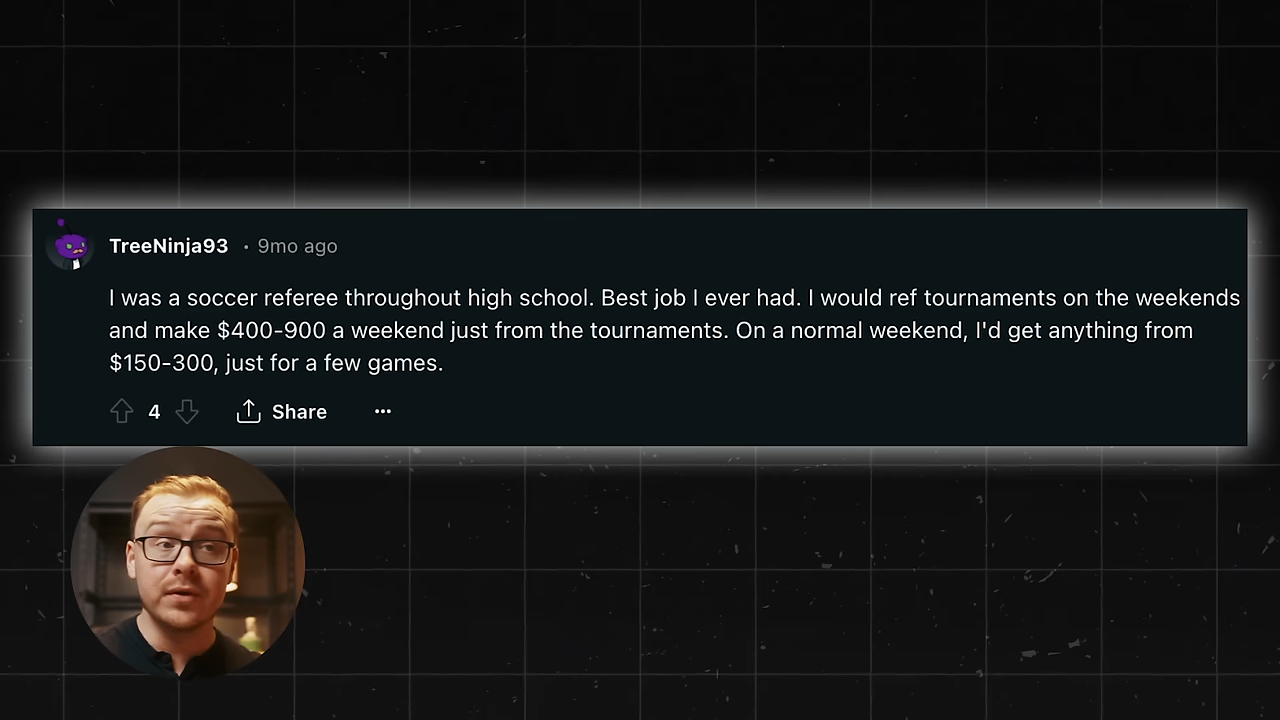 TreeNinja93 · 9mo ago
I was a soccer referee throughout high school. Best job I ever had. I would ref tournaments on the weekends
and make $400-900 a weekend just from the tournaments. On a normal weekend, I'd get anything from
$150-300, just for a few games.
4 Share ···